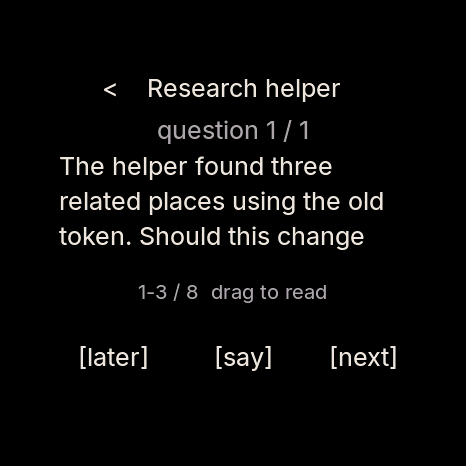 < Research helper
question 1 / 1
The helper found three
related places using the old
token. Should this change
1-3 / 8 drag to read
[later] [say] [next]